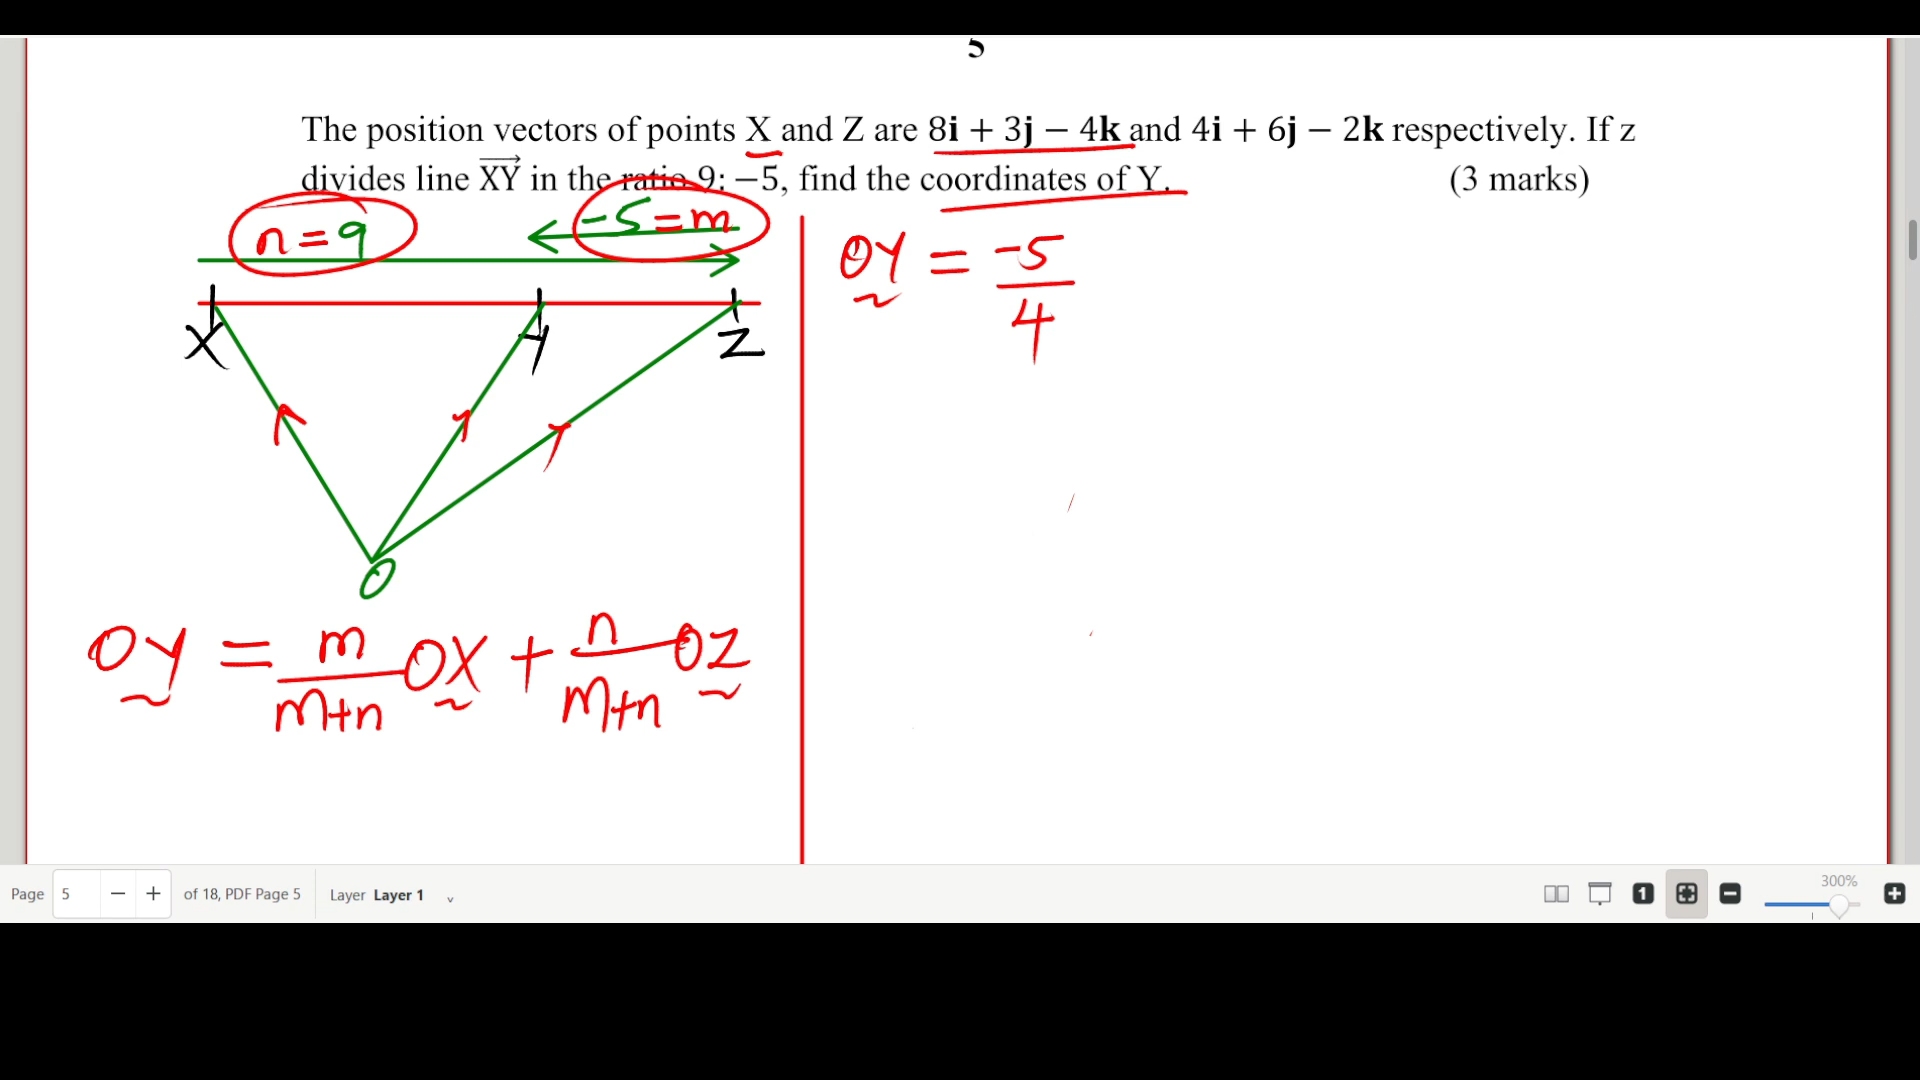 5
The position vectors of points X and Z are 8i + 3j − 4k and 4i + 6j − 2k respectively. If z
divides line XY in the ratio 9: −5, find the coordinates of Y. (3 marks)
n = 9
-5 = m
X
Y
Z
O
OY = m/m+n OX + n/m+n OZ
OY = -5/4
Page 5 − + of 18, PDF Page 5 Layer Layer 1
1
300%